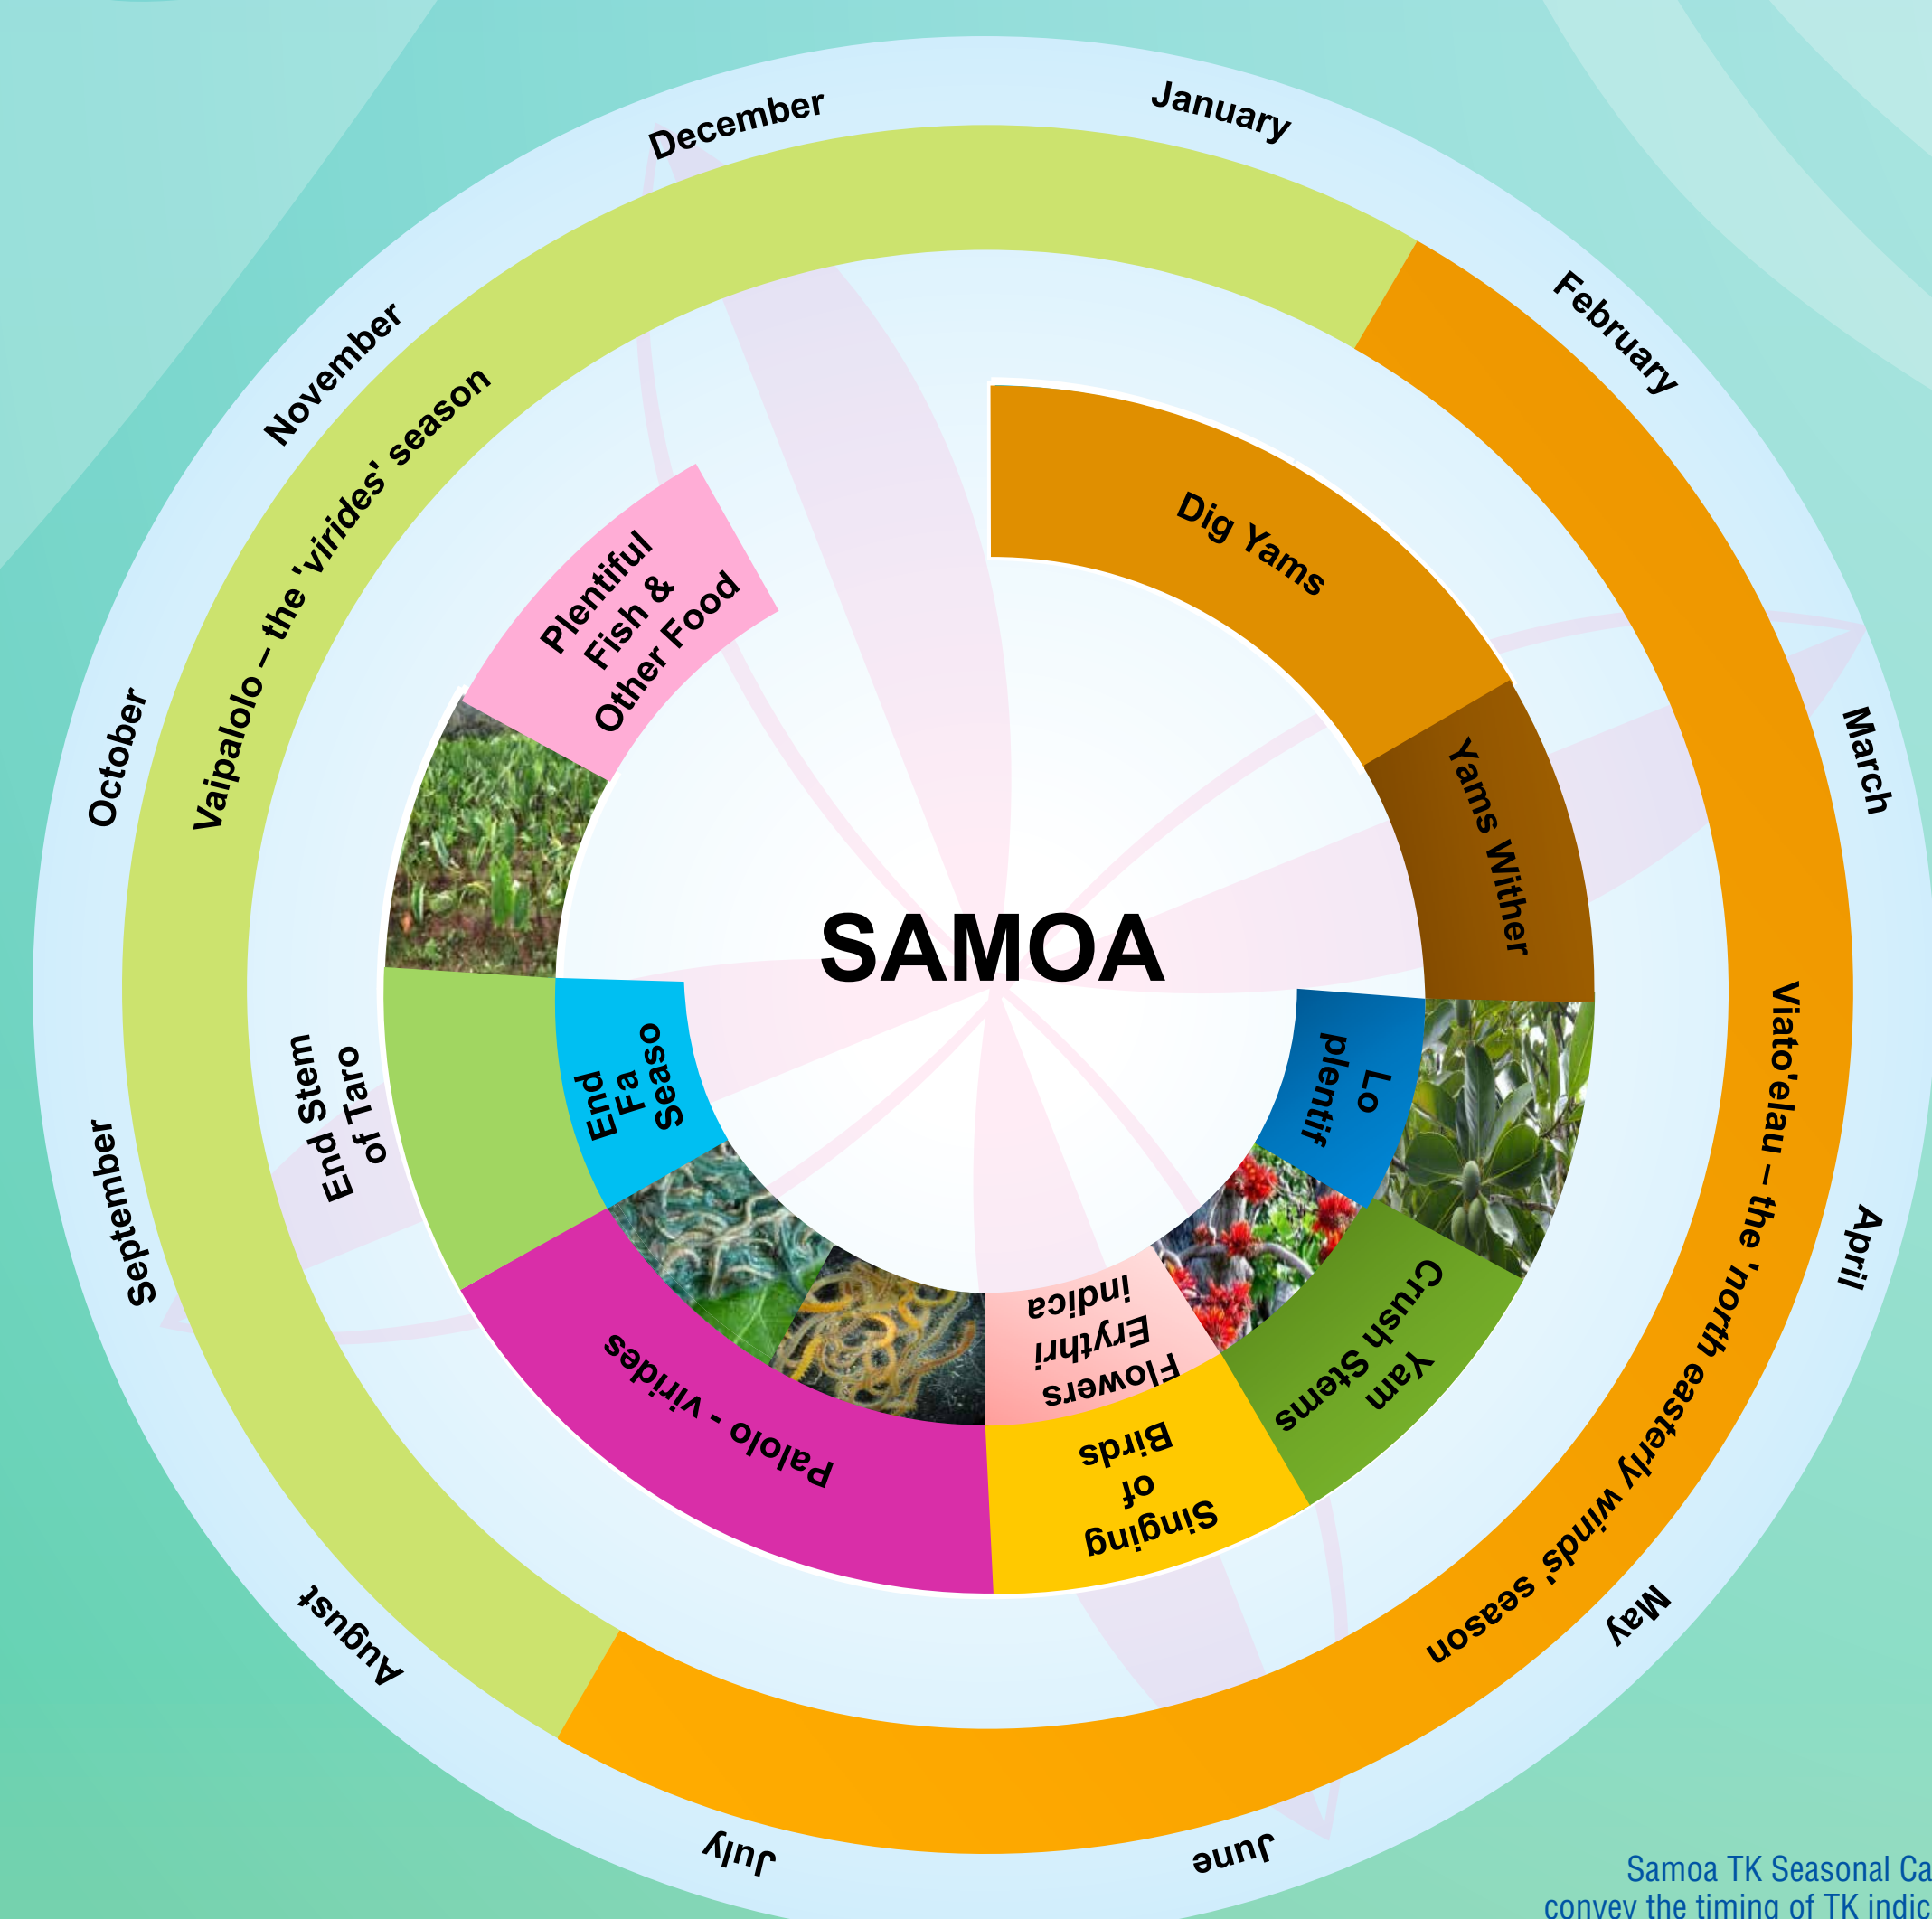 January
February
March
April
May
June
July
August
September
October
November
December
Vaipalolo – the 'virides' season
Viato'elau – the 'north easterly winds' season
Dig Yams
Yams Wither
Lo
plentif
Yam
Crush Stems
Singing
of
Birds
Flowers
Erythri
indica
Palolo - virides
End Stem
of Taro
End
Fa
Seaso
Plentiful
Fish &
Other Food
SAMOA
Samoa TK Seasonal Ca
convey the timing of TK indic